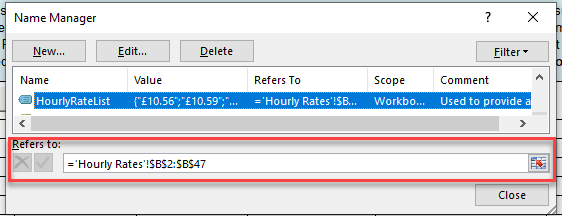 Name Manager
New... Edit... Delete Filter
Name Value Refers To Scope Comment
HourlyRateList {"£10.56";"£10.59";"... ='Hourly Rates'!$B... Workbo... Used to provide a
Refers to:
='Hourly Rates'!$B$2:$B$47
Close